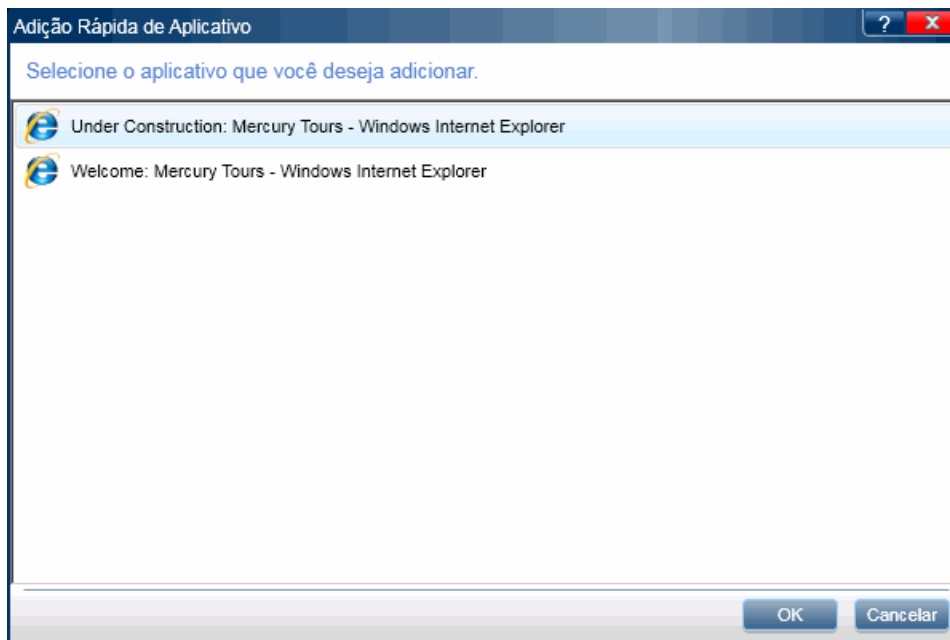 Adição Rápida de Aplicativo
? X
Selecione o aplicativo que você deseja adicionar.
Under Construction: Mercury Tours - Windows Internet Explorer
Welcome: Mercury Tours - Windows Internet Explorer
OK Cancelar